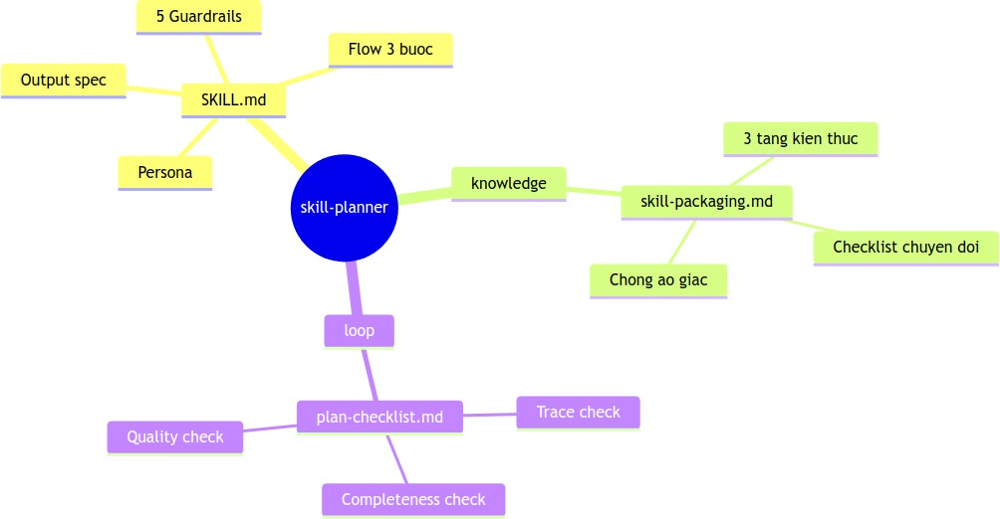 5 Guardrails
Flow 3 buoc
Output spec
SKILL.md
Persona
skill-planner
knowledge
3 tang kien thuc
skill-packaging.md
Checklist chuyen doi
Chong ao giac
loop
plan-checklist.md
Trace check
Quality check
Completeness check